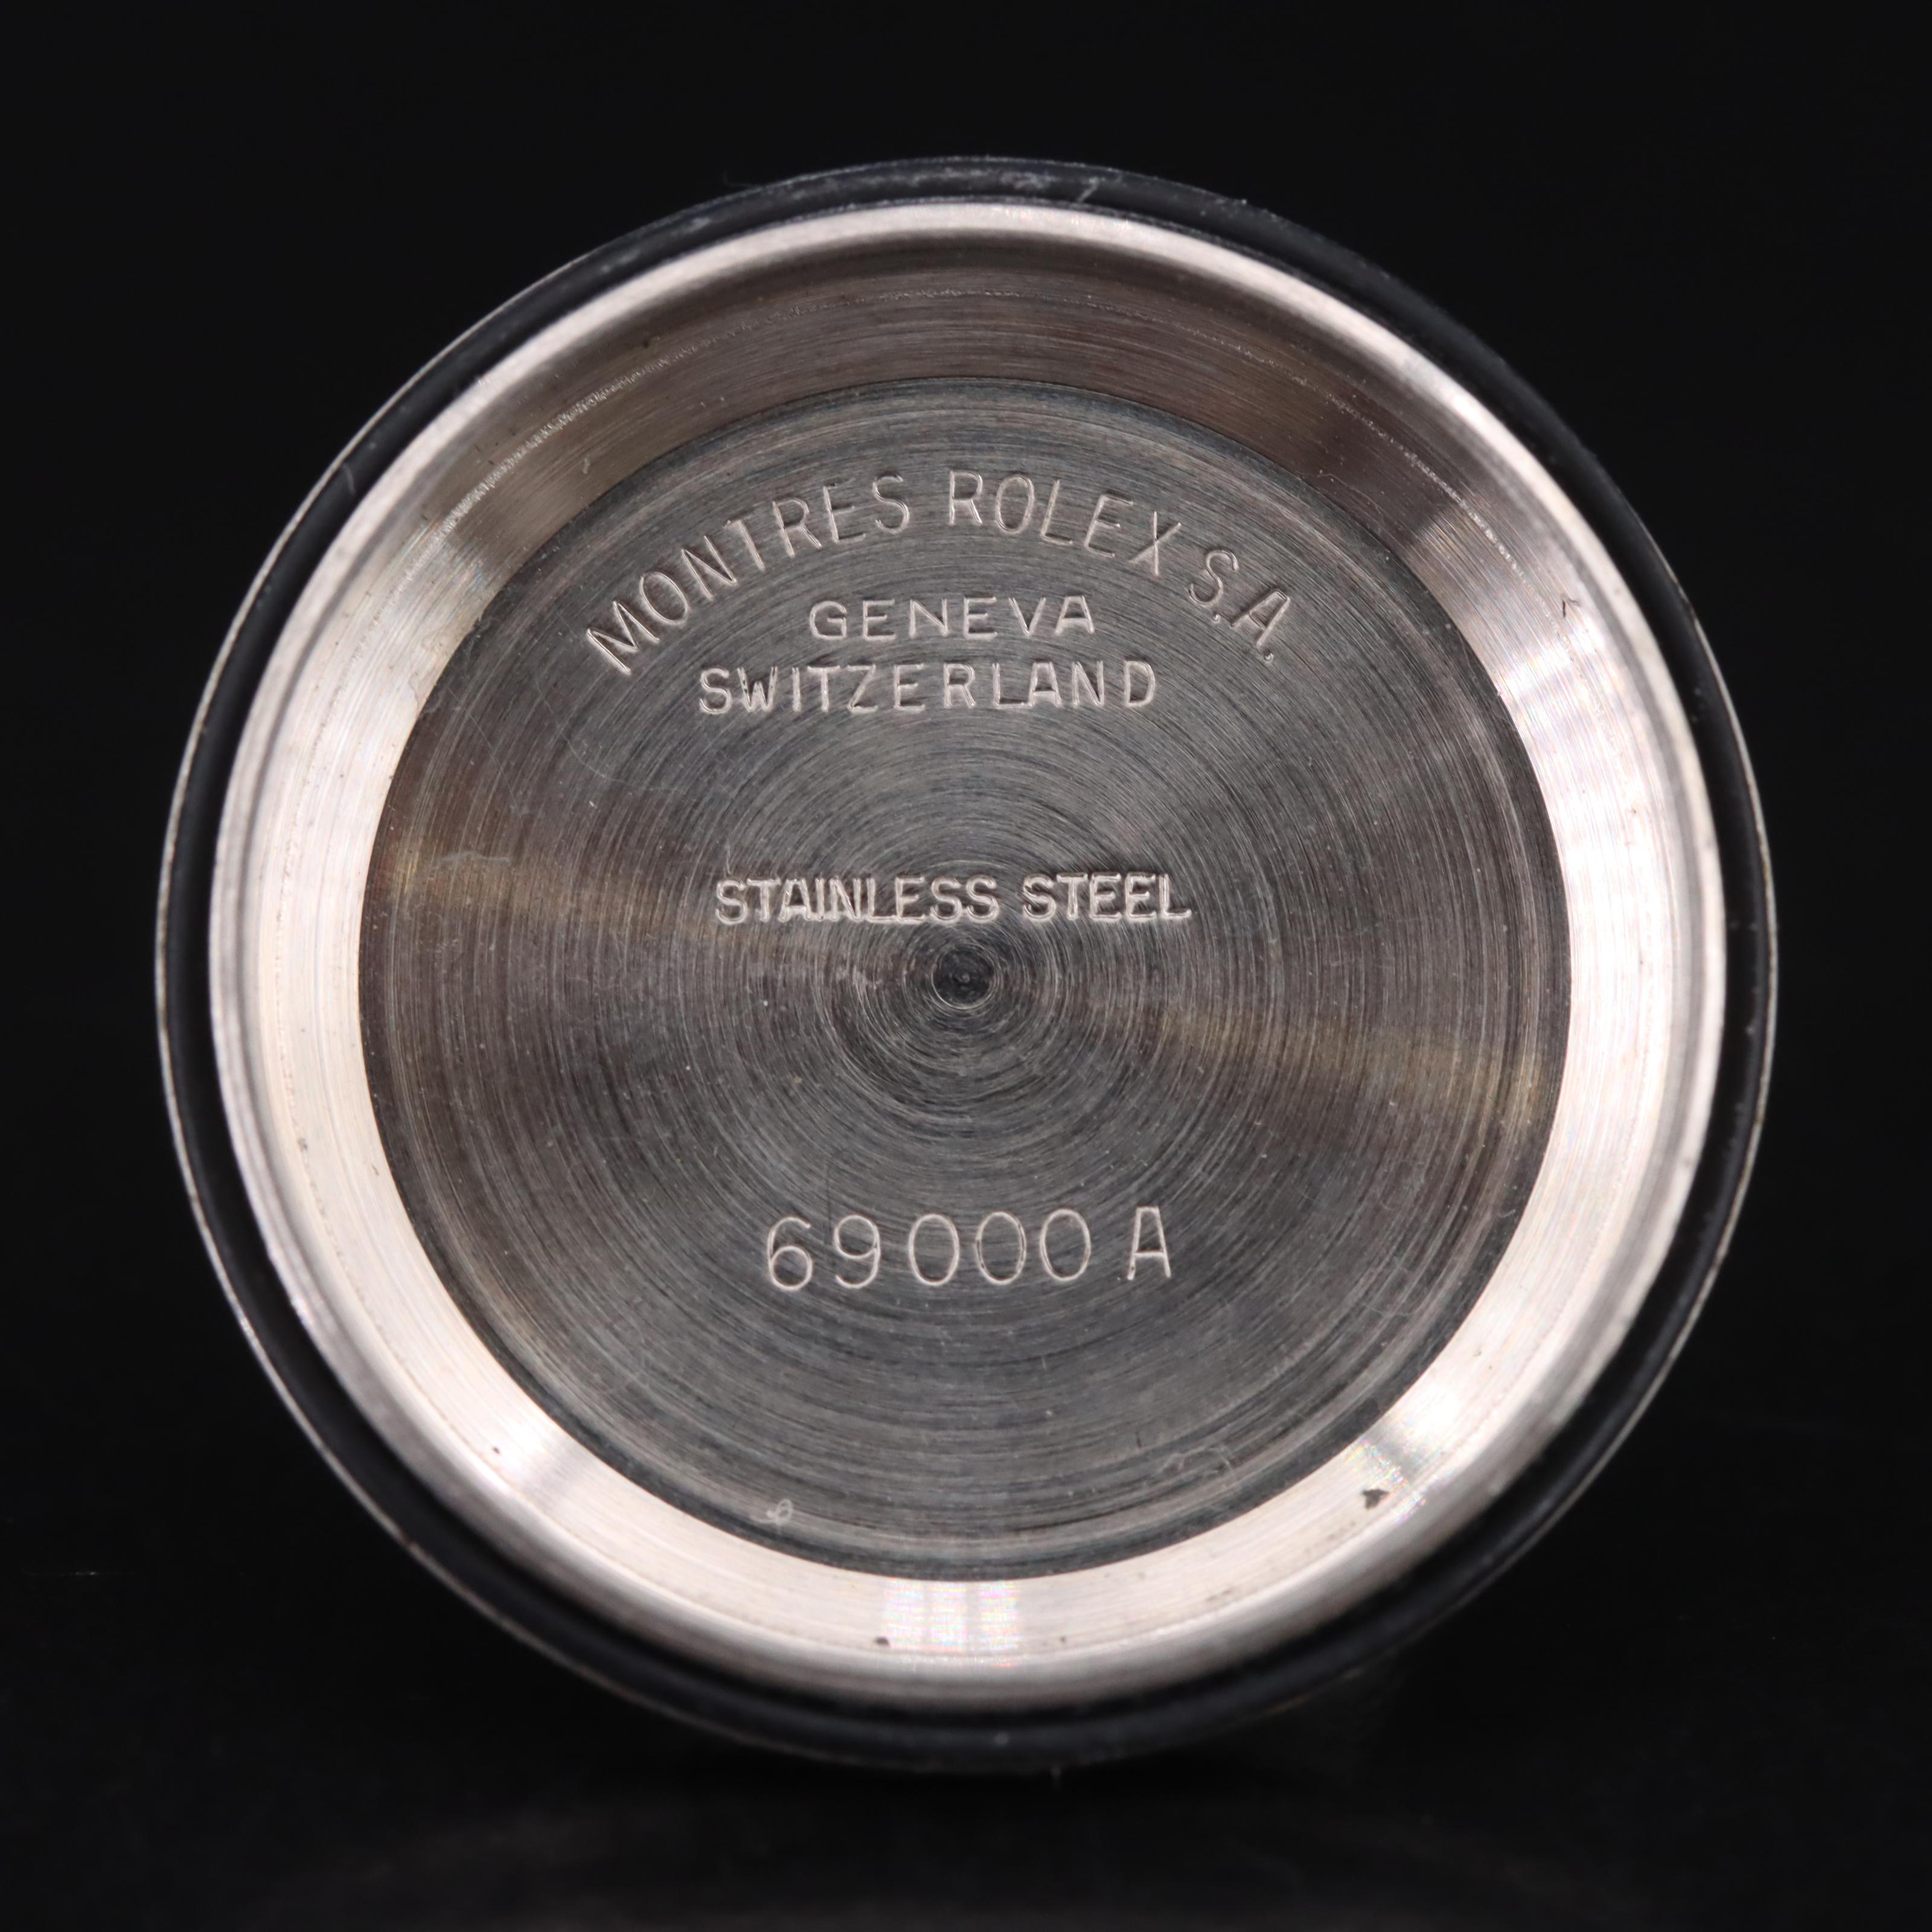 MONTRES ROLEX S.A.
GENEVA
SWITZERLAND
STAINLESS STEEL
69000 A